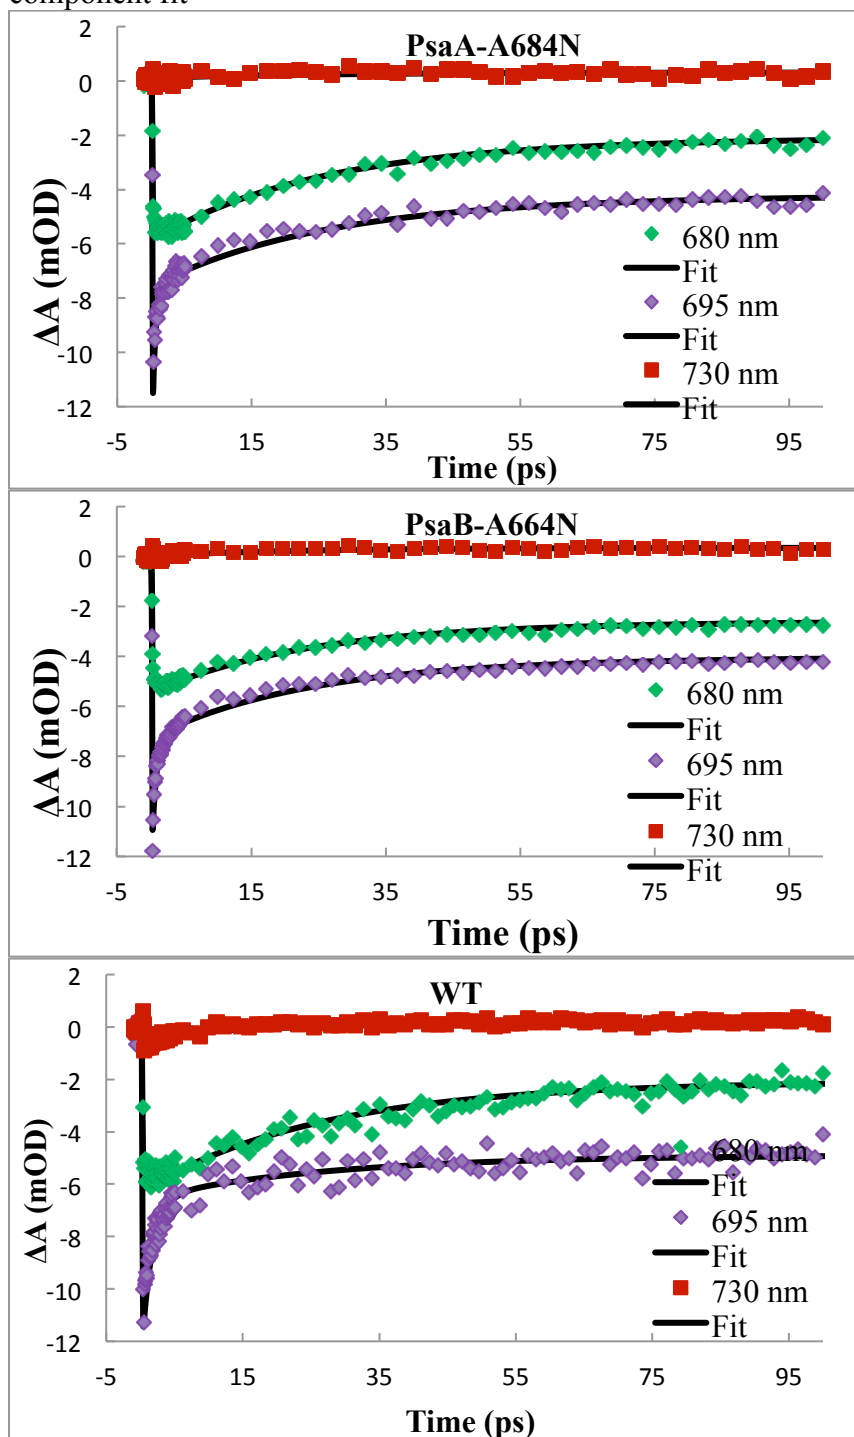 component fit
PsaA-A684N
2
0
-2
-4
-6
-8
-10
-12
ΔA (mOD)
680 nm
Fit
695 nm
Fit
730 nm
Fit
-5 15 35 55 75 95
Time (ps)
PsaB-A664N
2
0
-2
-4
-6
-8
-10
-12
ΔA (mOD)
680 nm
Fit
695 nm
Fit
730 nm
Fit
-5 15 35 55 75 95
Time (ps)
WT
2
0
-2
-4
-6
-8
-10
-12
ΔA (mOD)
680 nm
Fit
695 nm
Fit
730 nm
Fit
-5 15 35 55 75 95
Time (ps)